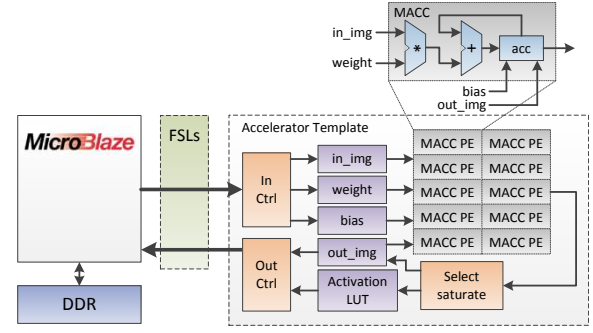 MACC
in_img
*
+
acc
weight
bias
out_img
MicroBlaze
FSLs
Accelerator Template
In
Ctrl
in_img
weight
bias
MACC PE MACC PE
MACC PE MACC PE
MACC PE MACC PE
MACC PE MACC PE
MACC PE MACC PE
Out
Ctrl
out_img
Activation
LUT
Select
saturate
DDR